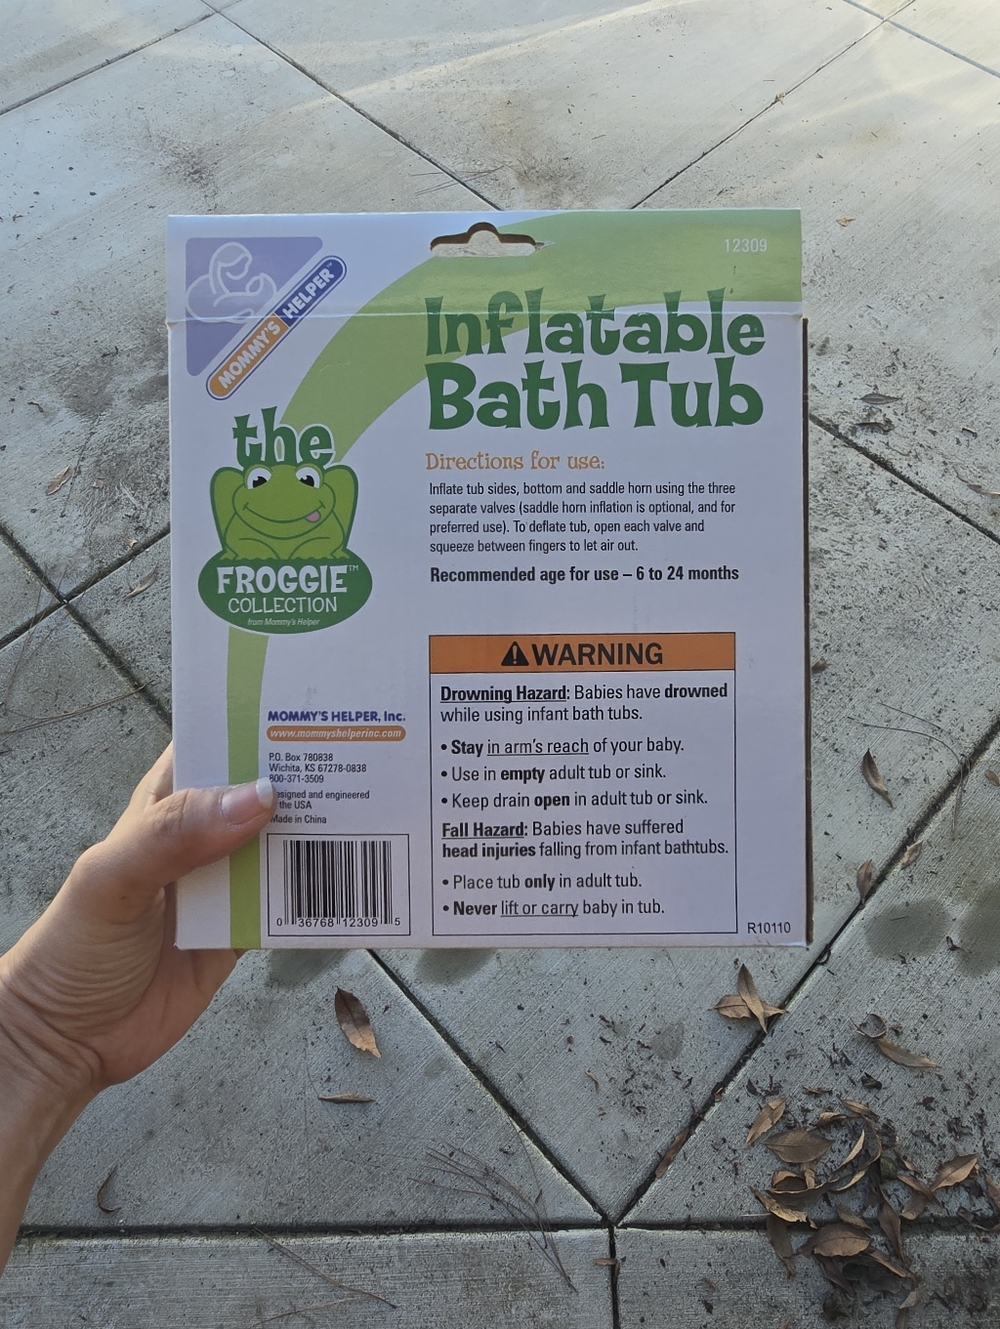 12309
MOMMY'S HELPER™
Inflatable
Bath Tub
the
FROGGIE™
COLLECTION
from Mommy's Helper
Directions for use:
Inflate tub sides, bottom and saddle horn using the three
separate valves (saddle horn inflation is optional, and for
preferred use). To deflate tub, open each valve and
squeeze between fingers to let air out.
Recommended age for use – 6 to 24 months
MOMMY'S HELPER, Inc.
www.mommyshelperinc.com
P.O. Box 780838
Wichita, KS 67278-0838
800-371-3509
esigned and engineered
the USA
Made in China
0 36768 12309 5
WARNING
Drowning Hazard: Babies have drowned
while using infant bath tubs.
• Stay in arm's reach of your baby.
• Use in empty adult tub or sink.
• Keep drain open in adult tub or sink.
Fall Hazard: Babies have suffered
head injuries falling from infant bathtubs.
• Place tub only in adult tub.
• Never lift or carry baby in tub.
R10110